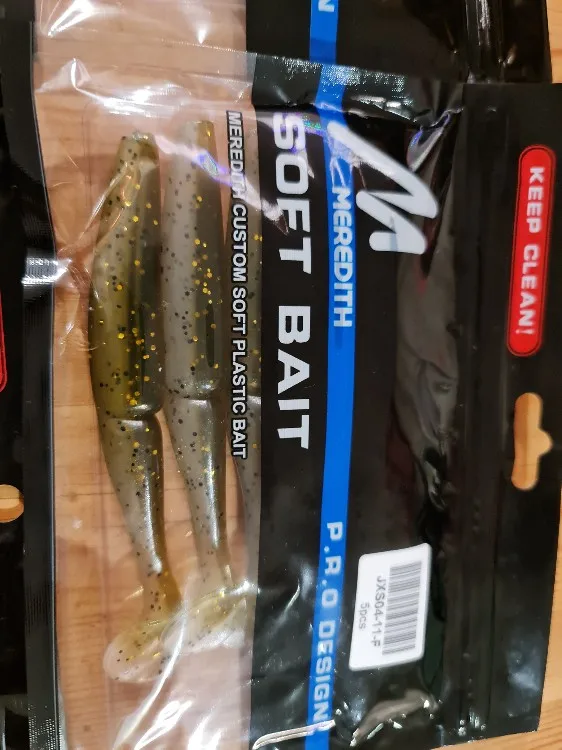 KEEP CLEAN!
M
MEREDITH
P.R.O DESIGN
SOFT BAIT
MEREDITH CUSTOM SOFT PLASTIC BAIT
JXS04-11-F
5pcs
N